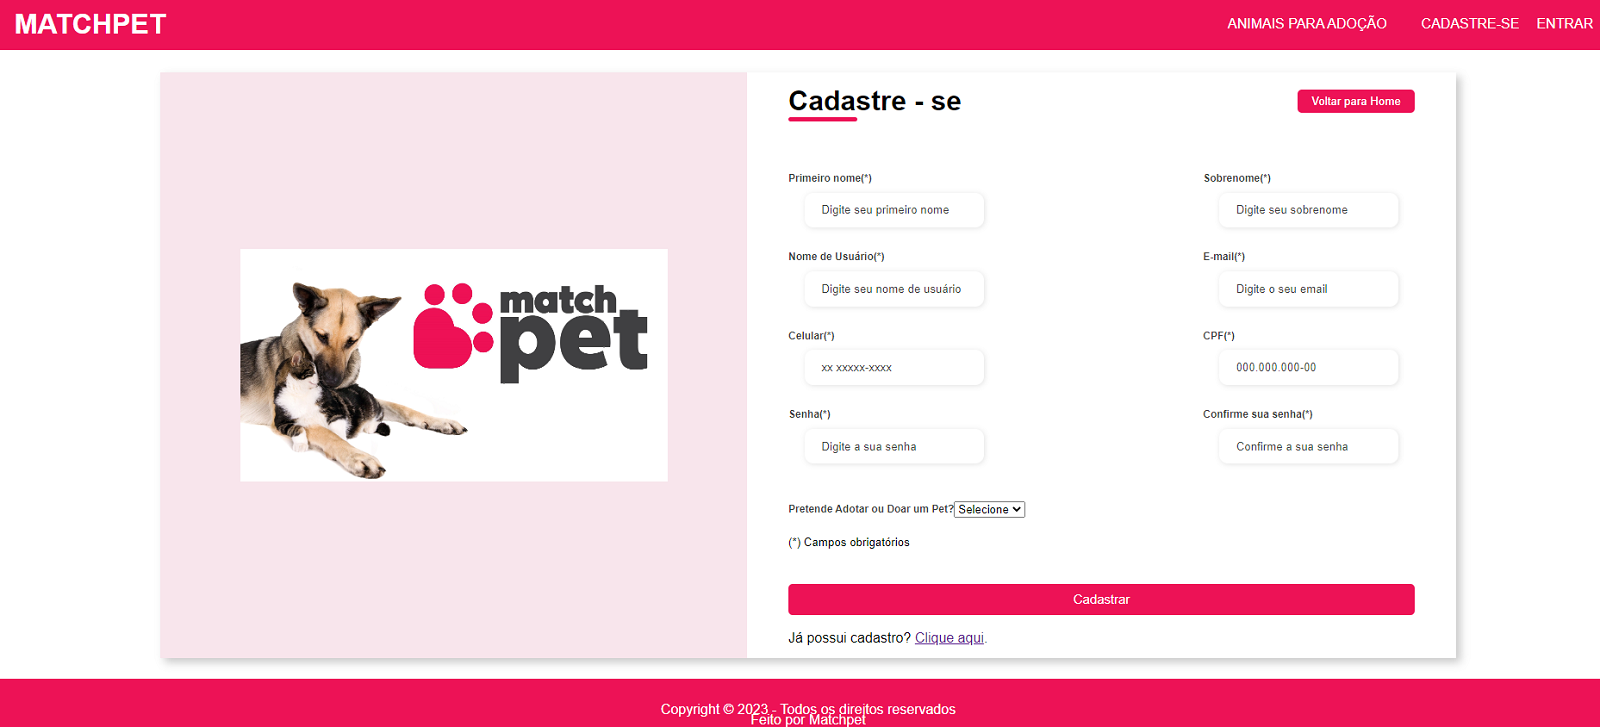 MATCHPET
ANIMAIS PARA ADOÇÃO CADASTRE-SE ENTRAR
match
pet
Cadastre - se
Voltar para Home
Primeiro nome(*) Sobrenome(*)
Digite seu primeiro nome Digite seu sobrenome
Nome de Usuário(*) E-mail(*)
Digite seu nome de usuário Digite o seu email
Celular(*) CPF(*)
xx xxxxx-xxxx 000.000.000-00
Senha(*) Confirme sua senha(*)
Digite a sua senha Confirme a sua senha
Pretende Adotar ou Doar um Pet? Selecione
(*) Campos obrigatórios
Cadastrar
Já possui cadastro? Clique aqui.
Copyright © 2023 - Todos os direitos reservados
Feito por Matchpet